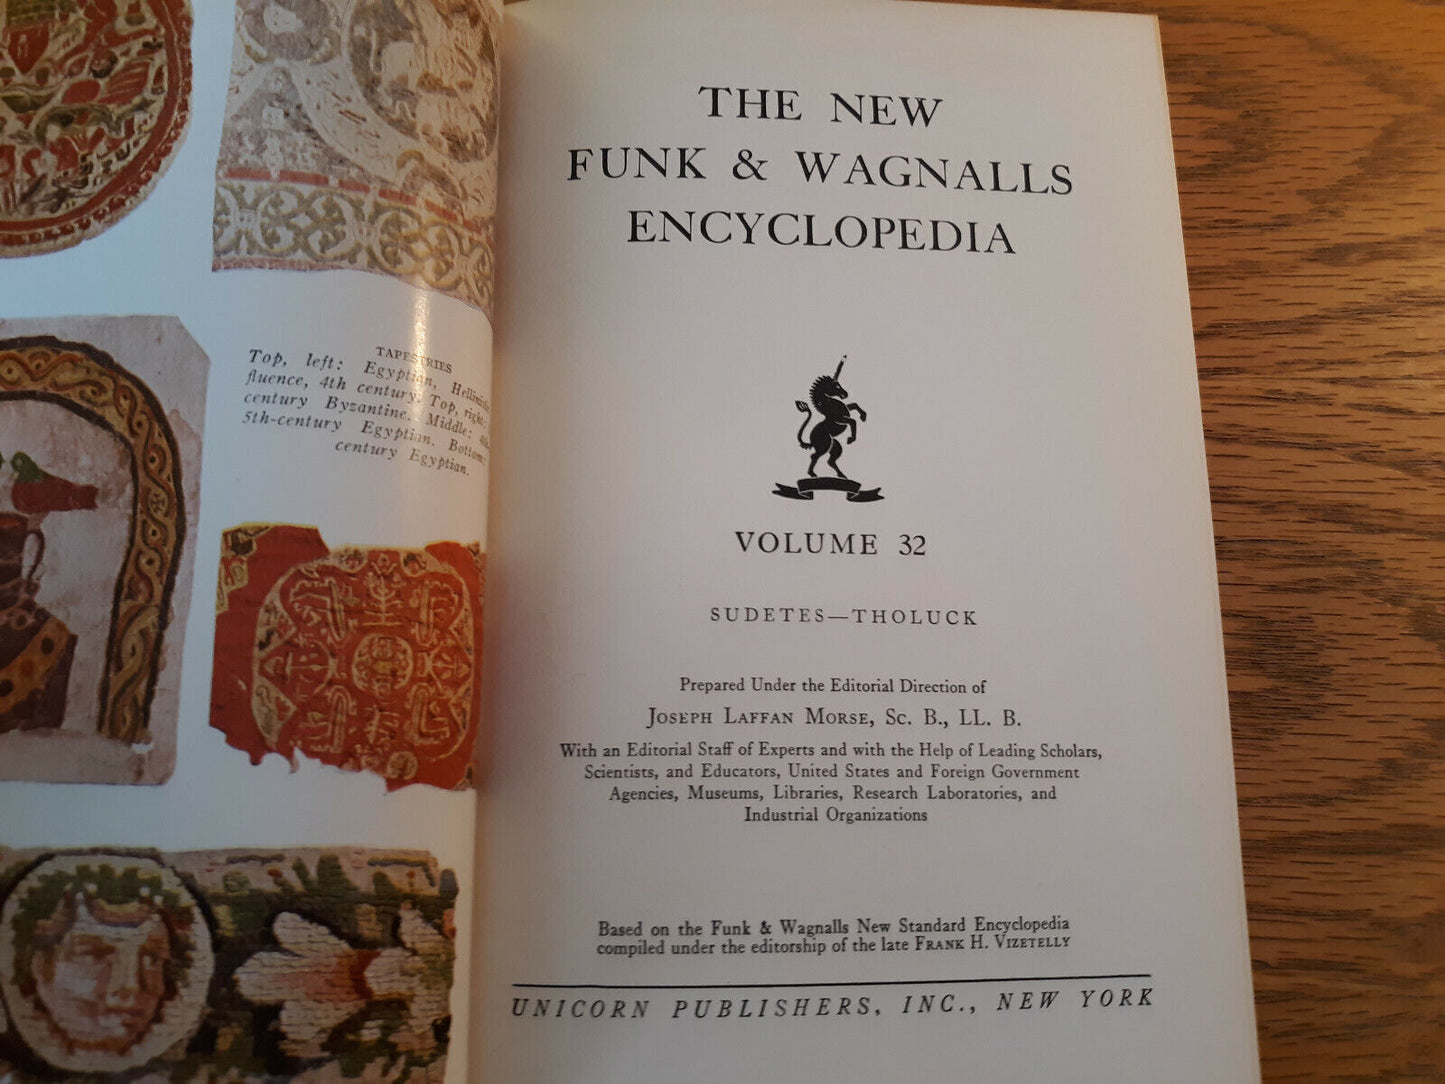 TAPESTRIES
Top, left: Egyptian, Hellinistic
fluence, 4th century. Top, right:
century Byzantine. Middle: 4th
5th-century Egyptian. Bottom:
century Egyptian.
THE NEW
FUNK & WAGNALLS
ENCYCLOPEDIA
VOLUME 32
SUDETES—THOLUCK
Prepared Under the Editorial Direction of
JOSEPH LAFFAN MORSE, SC. B., LL. B.
With an Editorial Staff of Experts and with the Help of Leading Scholars,
Scientists, and Educators, United States and Foreign Government
Agencies, Museums, Libraries, Research Laboratories, and
Industrial Organizations
Based on the Funk & Wagnalls New Standard Encyclopedia
compiled under the editorship of the late FRANK H. VIZETELLY
UNICORN PUBLISHERS, INC., NEW YORK